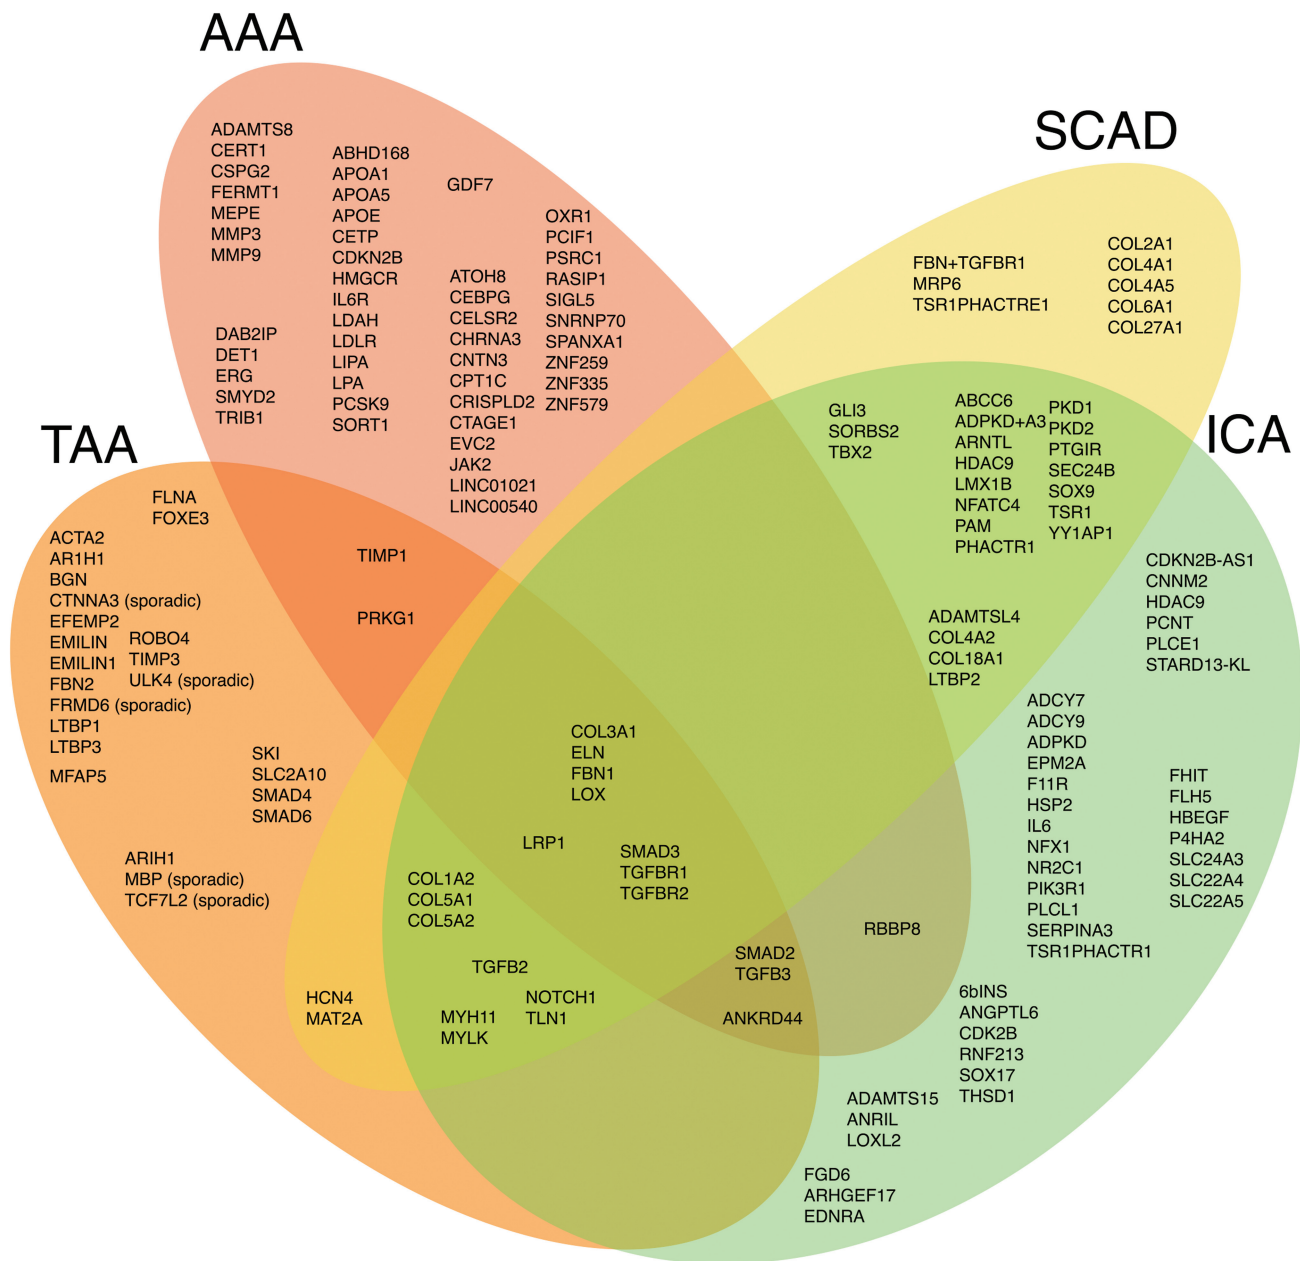 AAA
ADAMTS8
CERT1
CSPG2
FERMT1
MEPE
MMP3
MMP9
DAB2IP
DET1
ERG
SMYD2
TRIB1
ABHD168
APOA1
APOA5
APOE
CETP
CDKN2B
HMGCR
IL6R
LDAH
LDLR
LIPA
LPA
PCSK9
SORT1
GDF7
ATOH8
CEBPG
CELSR2
CHRNA3
CNTN3
CPT1C
CRISPLD2
CTAGE1
EVC2
JAK2
LINC01021
LINC00540
OXR1
PCIF1
PSRC1
RASIP1
SIGL5
SNRNP70
SPANXA1
ZNF259
ZNF335
ZNF579
SCAD
FBN+TGFBR1
MRP6
TSR1PHACTRE1
COL2A1
COL4A1
COL4A5
COL6A1
COL27A1
TAA
FLNA
FOXE3
ACTA2
AR1H1
BGN
CTNNA3 (sporadic)
EFEMP2
EMILIN
EMILIN1
FBN2
FRMD6 (sporadic)
LTBP1
LTBP3
MFAP5
ROBO4
TIMP3
ULK4 (sporadic)
SKI
SLC2A10
SMAD4
SMAD6
ARIH1
MBP (sporadic)
TCF7L2 (sporadic)
TIMP1
PRKG1
ICA
GLI3
SORBS2
TBX2
ABCC6
ADPKD+A3
ARNTL
HDAC9
LMX1B
NFATC4
PAM
PHACTR1
PKD1
PKD2
PTGIR
SEC24B
SOX9
TSR1
YY1AP1
ADAMTSL4
COL4A2
COL18A1
LTBP2
CDKN2B-AS1
CNNM2
HDAC9
PCNT
PLCE1
STARD13-KL
ADCY7
ADCY9
ADPKD
EPM2A
F11R
HSP2
IL6
NFX1
NR2C1
PIK3R1
PLCL1
SERPINA3
TSR1PHACTR1
FHIT
FLH5
HBEGF
P4HA2
SLC24A3
SLC22A4
SLC22A5
COL3A1
ELN
FBN1
LOX
LRP1
SMAD3
TGFBR1
TGFBR2
COL1A2
COL5A1
COL5A2
TGFB2
NOTCH1
TLN1
MYH11
MYLK
HCN4
MAT2A
SMAD2
TGFB3
ANKRD44
RBBP8
6bINS
ANGPTL6
CDK2B
RNF213
SOX17
THSD1
ADAMTS15
ANRIL
LOXL2
FGD6
ARHGEF17
EDNRA